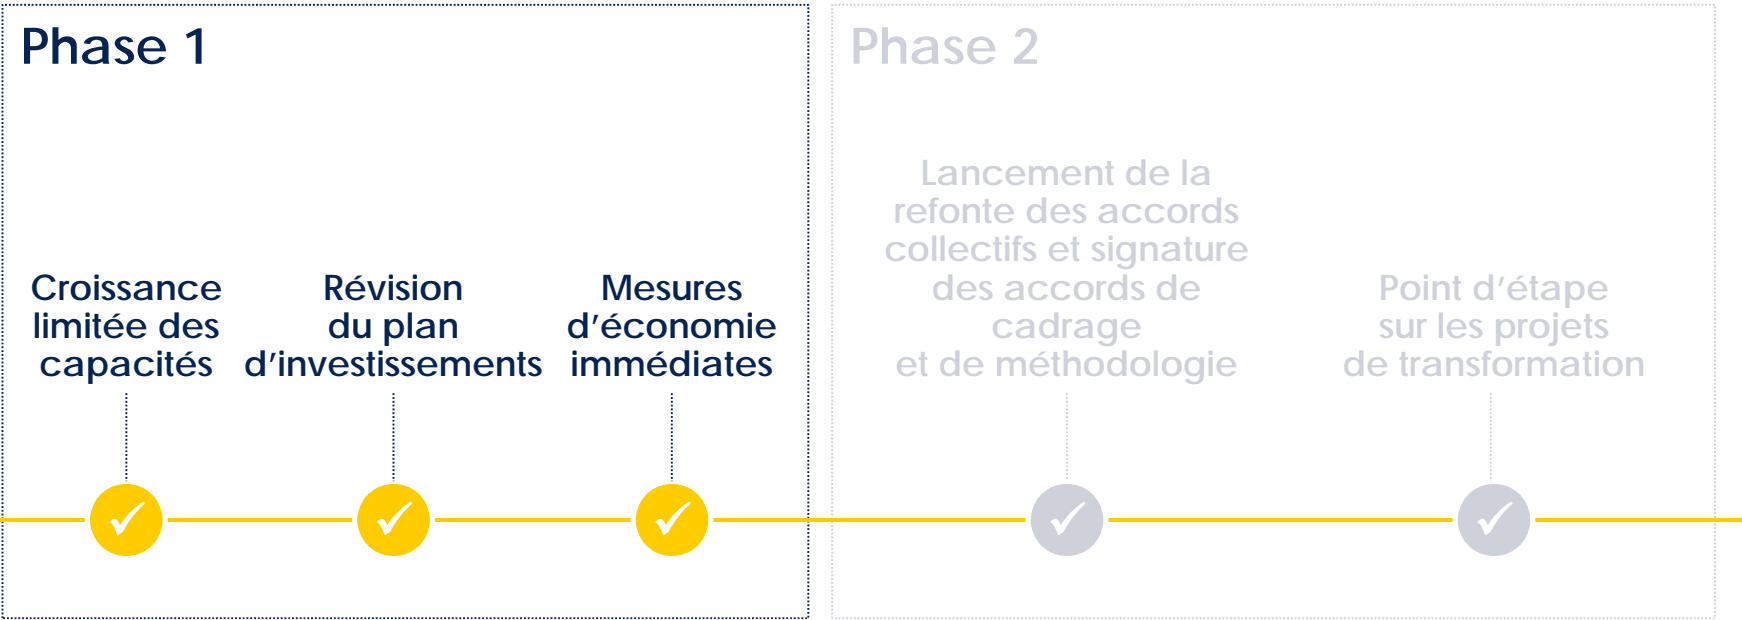 Phase 1
Croissance
limitée des
capacités
Révision
du plan
d’investissements
Mesures
d’économie
immédiates
Phase 2
Lancement de la
refonte des accords
collectifs et signature
des accords de
cadrage
et de méthodologie
Point d’étape
sur les projets
de transformation